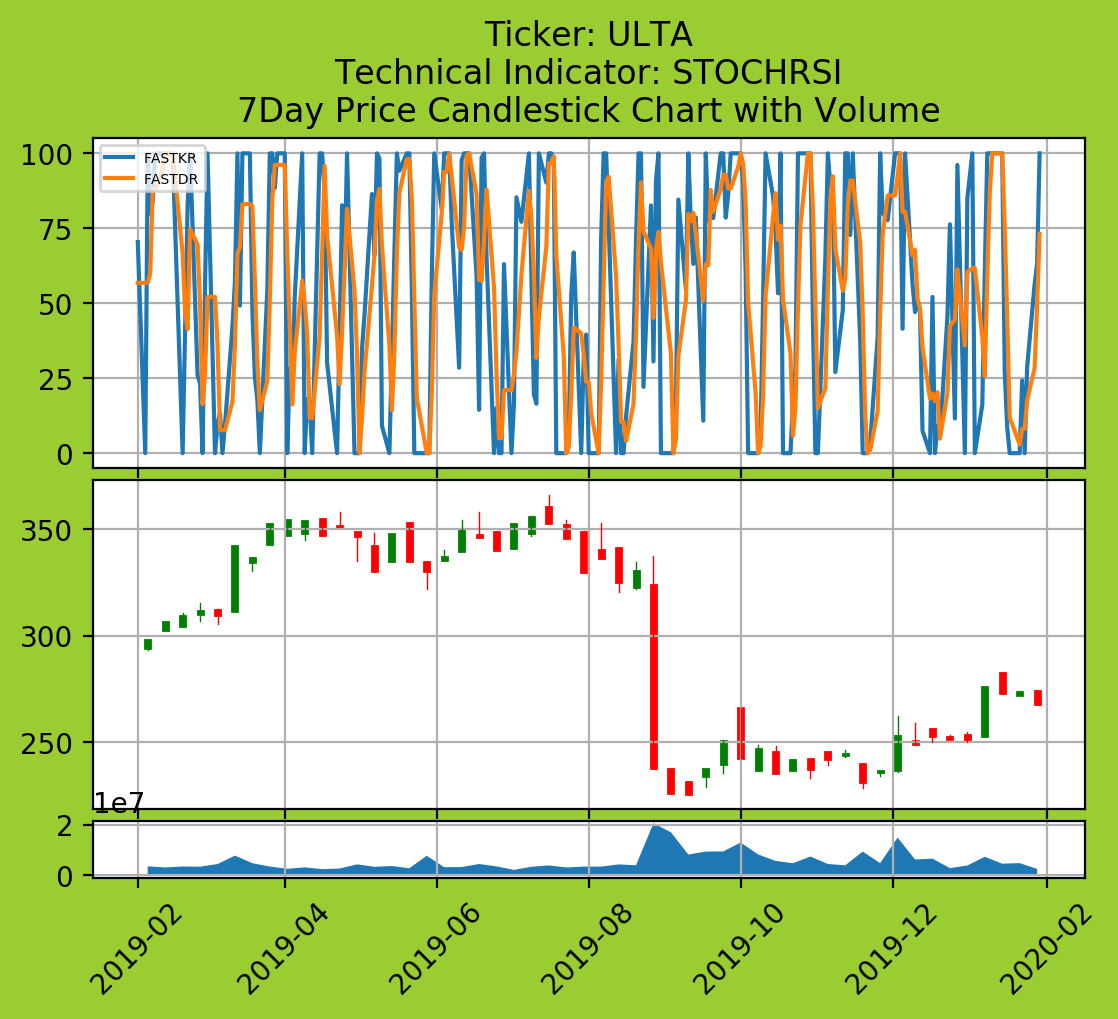 Ticker: ULTA
Technical Indicator: STOCHRSI
7Day Price Candlestick Chart with Volume
FASTKR
FASTDR
100
75
50
25
0
350
300
250
1e7
2
0
2019-02
2019-04
2019-06
2019-08
2019-10
2019-12
2020-02